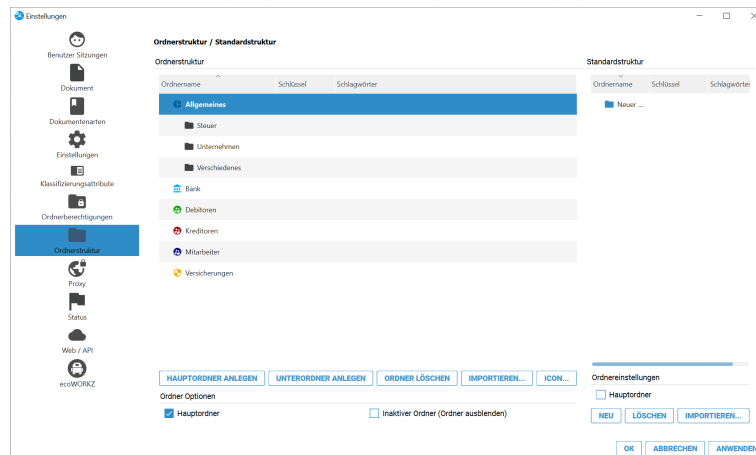 Einstellungen
Benutzer Sitzungen
Dokument
Dokumentenarten
Einstellungen
Klassifizierungsattribute
Ordnerberechtigungen
Ordnerstruktur
Proxy
Status
Web / API
ecoWORKZ
Ordnerstruktur / Standardstruktur
Ordnerstruktur
Ordnername Schlüssel Schlagwörter
Allgemeines
Steuer
Unternehmen
Verschiedenes
Bank
Debitoren
Kreditoren
Mitarbeiter
Versicherungen
HAUPTORDNER ANLEGEN UNTERORDNER ANLEGEN ORDNER LÖSCHEN IMPORTIEREN... ICON...
Ordner Optionen
Hauptordner Inaktiver Ordner (Ordner ausblenden)
Standardstruktur
Ordnername Schlüssel Schlagwörter
Neuer ...
Ordnereinstellungen
Hauptordner
NEU LÖSCHEN IMPORTIEREN...
OK ABBRECHEN ANWENDEN